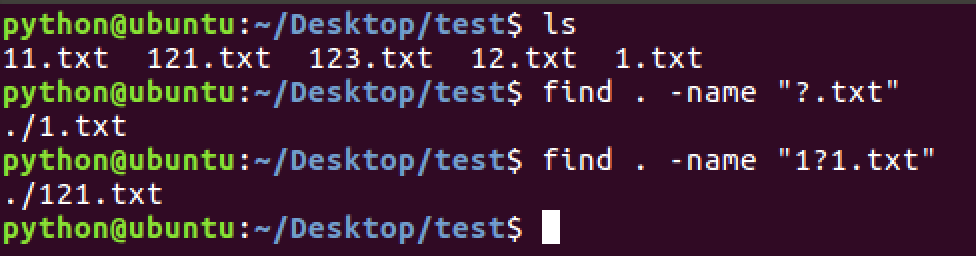 python@ubuntu:~/Desktop/test$ ls
11.txt  121.txt  123.txt  12.txt  1.txt
python@ubuntu:~/Desktop/test$ find . -name "?.txt"
./1.txt
python@ubuntu:~/Desktop/test$ find . -name "1?1.txt"
./121.txt
python@ubuntu:~/Desktop/test$